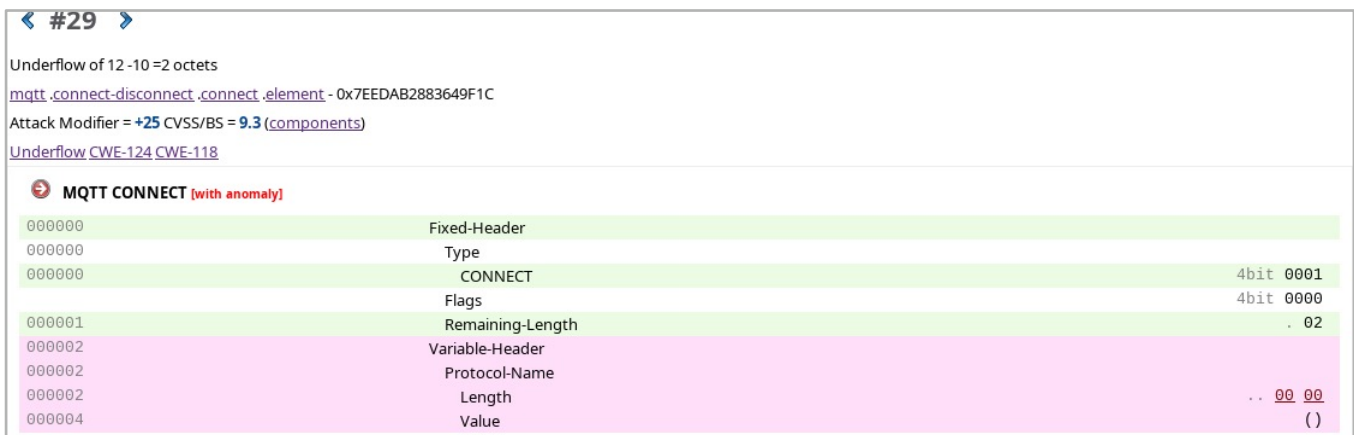 #29
Underflow of 12 -10 =2 octets
mqtt .connect-disconnect .connect .element - 0x7EEDAB2883649F1C
Attack Modifier = +25 CVSS/BS = 9.3 (components)
Underflow CWE-124 CWE-118
MQTT CONNECT [with anomaly]
000000 Fixed-Header
000000 Type
000000 CONNECT 4bit 0001
Flags 4bit 0000
000001 Remaining-Length . 02
000002 Variable-Header
000002 Protocol-Name
000002 Length .. 00 00
000004 Value ()